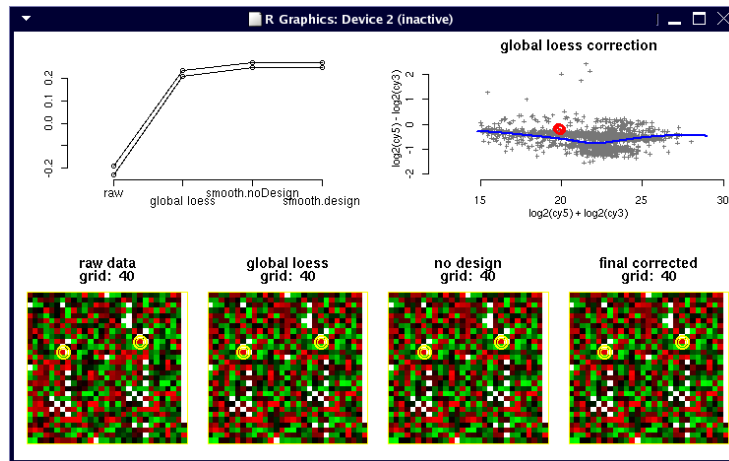 R Graphics: Device 2 (inactive)
global loess correction
0.2
0.0
-0.2
raw
global loess
smooth.noDesign
smooth.design
log2(cy5) - log2(cy3)
2
1
0
-1
-2
15
20
25
30
log2(cy5) + log2(cy3)
raw data
grid: 40
global loess
grid: 40
no design
grid: 40
final corrected
grid: 40